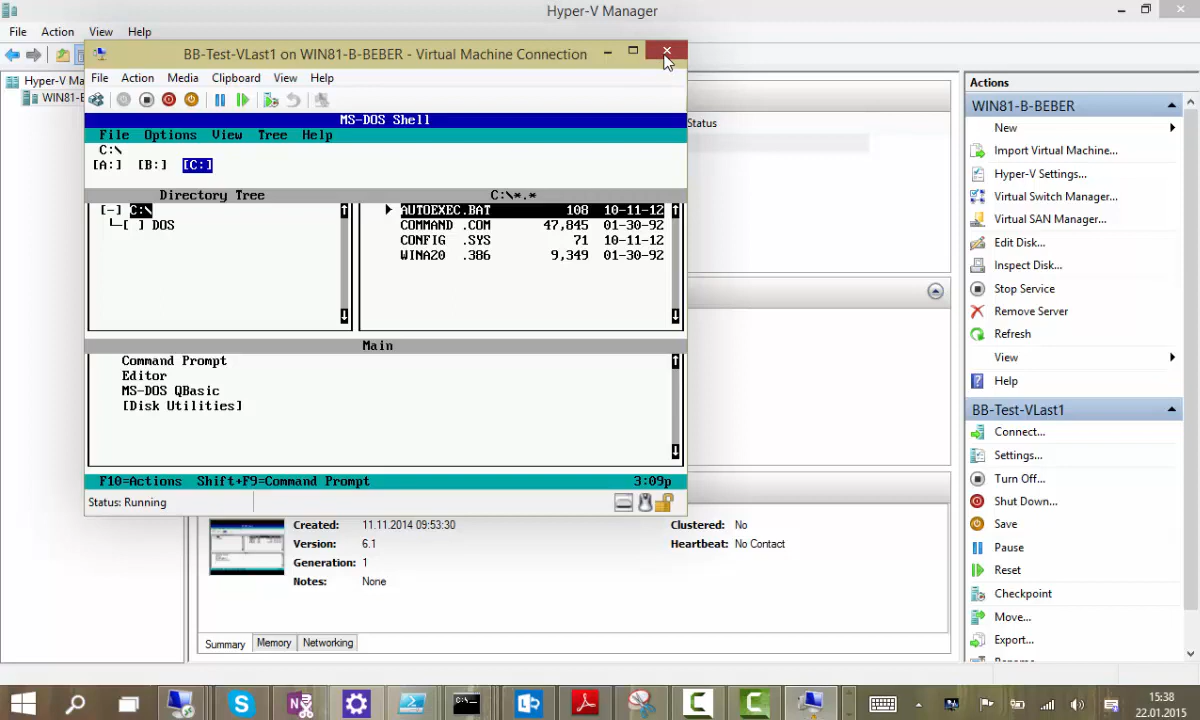 Hyper-V Manager
File Action View Help
Hyper-V Ma
WIN81-B-BEBER
BB-Test-VLast1 on WIN81-B-BEBER - Virtual Machine Connection
File Action Media Clipboard View Help
MS-DOS Shell
File Options View Tree Help
C:\
[A:] [B:] [C:]
Directory Tree
[-] C:\
[ ] DOS
C:\*.*
AUTOEXEC.BAT 108 10-11-12
COMMAND .COM 47,845 01-30-92
CONFIG .SYS 71 10-11-12
WINA20 .386 9,349 01-30-92
Main
Command Prompt
Editor
MS-DOS QBasic
[Disk Utilities]
F10=Actions Shift+F9=Command Prompt 3:09p
Status: Running
Status
Created: 11.11.2014 09:53:30
Version: 6.1
Generation: 1
Notes: None
Clustered: No
Heartbeat: No Contact
Summary Memory Networking
Actions
WIN81-B-BEBER
New
Import Virtual Machine...
Hyper-V Settings...
Virtual Switch Manager...
Virtual SAN Manager...
Edit Disk...
Inspect Disk...
Stop Service
Remove Server
Refresh
View
Help
BB-Test-VLast1
Connect...
Settings...
Turn Off...
Shut Down...
Save
Pause
Reset
Checkpoint
Move...
Export...
15:38
22.01.2015